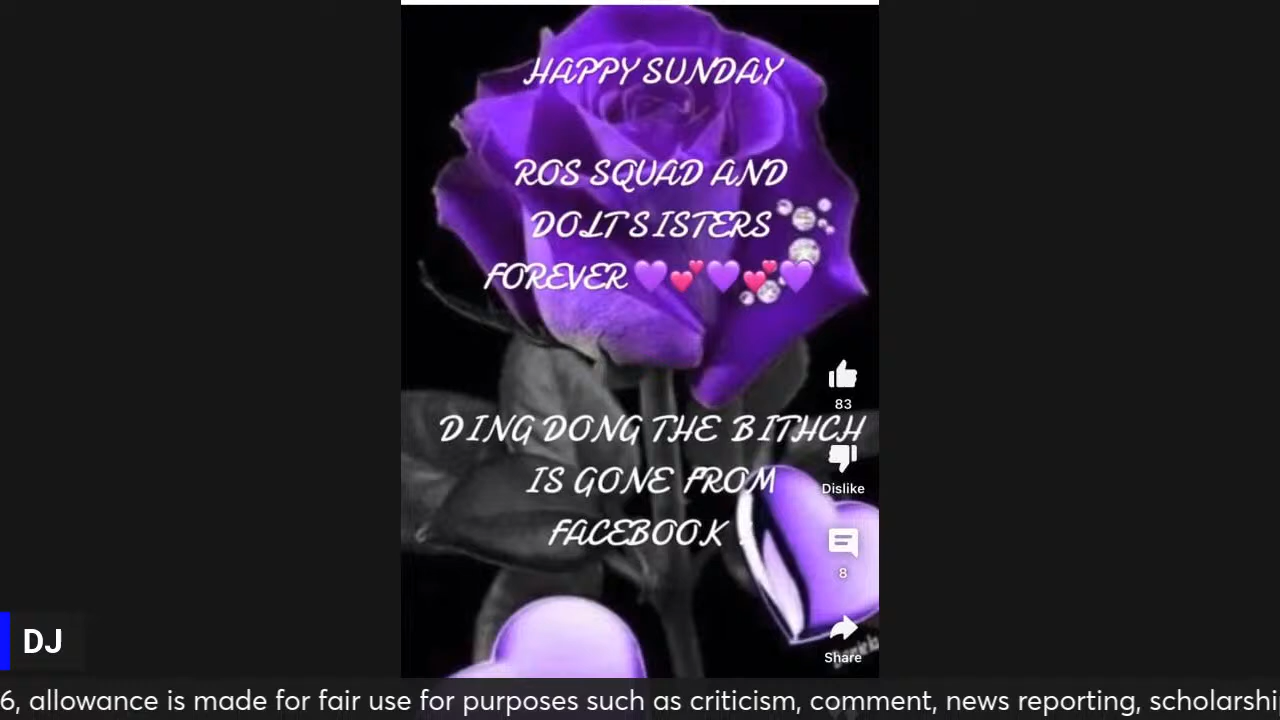 HAPPY SUNDAY
ROS SQUAD AND
DOLT SISTERS
FOREVER 💜💕💜💕💜
DING DONG THE BITHCH
IS GONE FROM
FACEBOOK !
83
Dislike
8
Share
DJ
6, allowance is made for fair use for purposes such as criticism, comment, news reporting, scholarshi